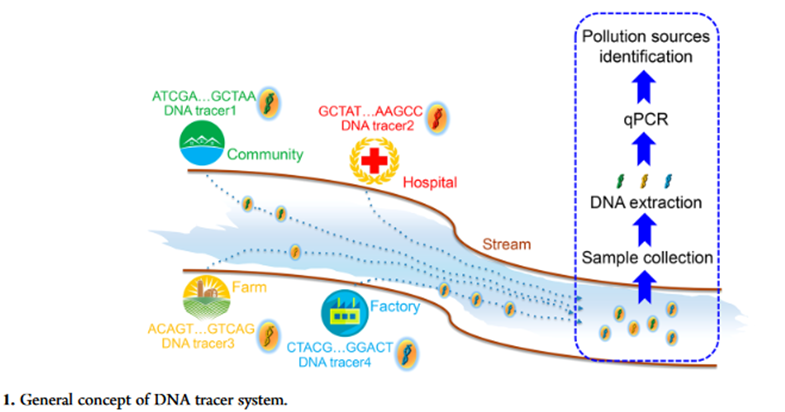 Pollution sources
identification
qPCR
DNA extraction
Sample collection
ATCGA...GCTAA
DNA tracer1
Community
GCTAT...AAGCC
DNA tracer2
Hospital
Stream
Farm
ACAGT...GTCAG
DNA tracer3
Factory
CTACG...GGACT
DNA tracer4
1. General concept of DNA tracer system.